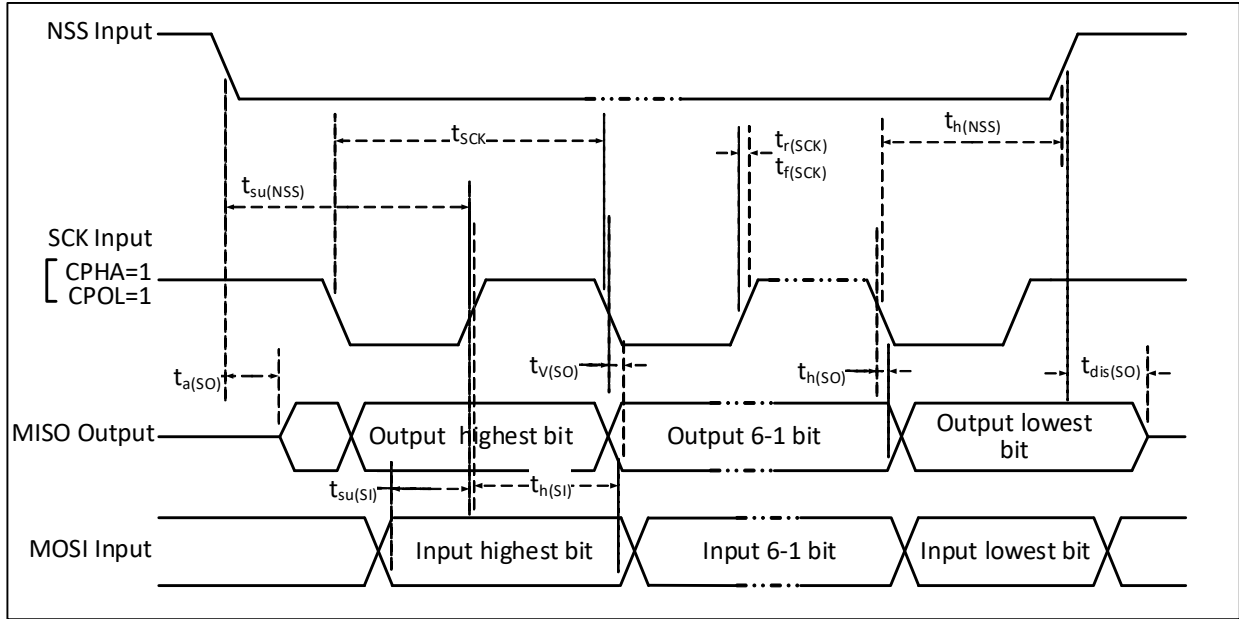 NSS Input
tSCK
tr(SCK)
tf(SCK)
th(NSS)
tsu(NSS)
SCK Input
CPHA=1
CPOL=1
ta(SO)
tV(SO)
th(SO)
tdis(SO)
MISO Output
Output highest bit
Output 6-1 bit
Output lowest
bit
tsu(SI)
th(SI)
MOSI Input
Input highest bit
Input 6-1 bit
Input lowest bit